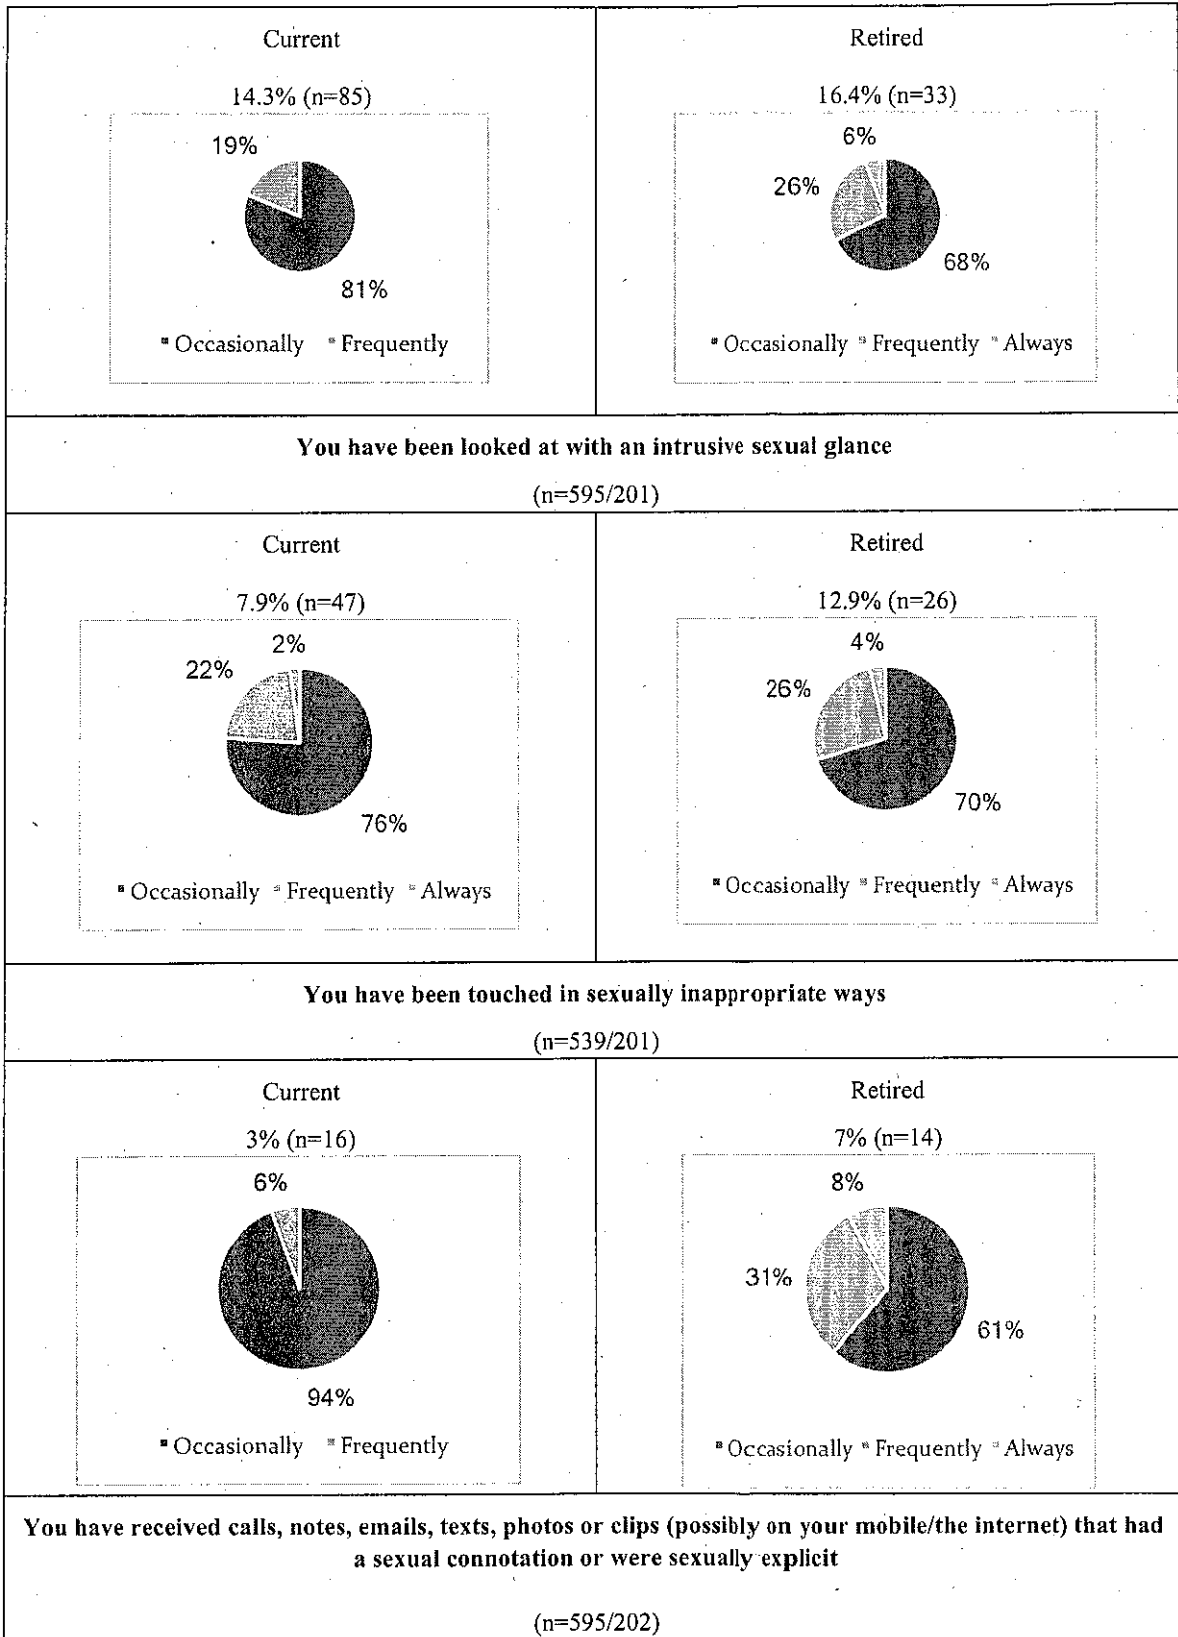 Current
14.3% (n=85)
19%
81%
Occasionally Frequently
Retired
16.4% (n=33)
6%
26%
68%
Occasionally Frequently Always
You have been looked at with an intrusive sexual glance
(n=595/201)
Current
7.9% (n=47)
2%
22%
76%
Occasionally Frequently Always
Retired
12.9% (n=26)
4%
26%
70%
Occasionally Frequently Always
You have been touched in sexually inappropriate ways
(n=539/201)
Current
3% (n=16)
6%
94%
Occasionally Frequently
Retired
7% (n=14)
8%
31%
61%
Occasionally Frequently Always
You have received calls, notes, emails, texts, photos or clips (possibly on your mobile/the internet) that had
a sexual connotation or were sexually explicit
(n=595/202)